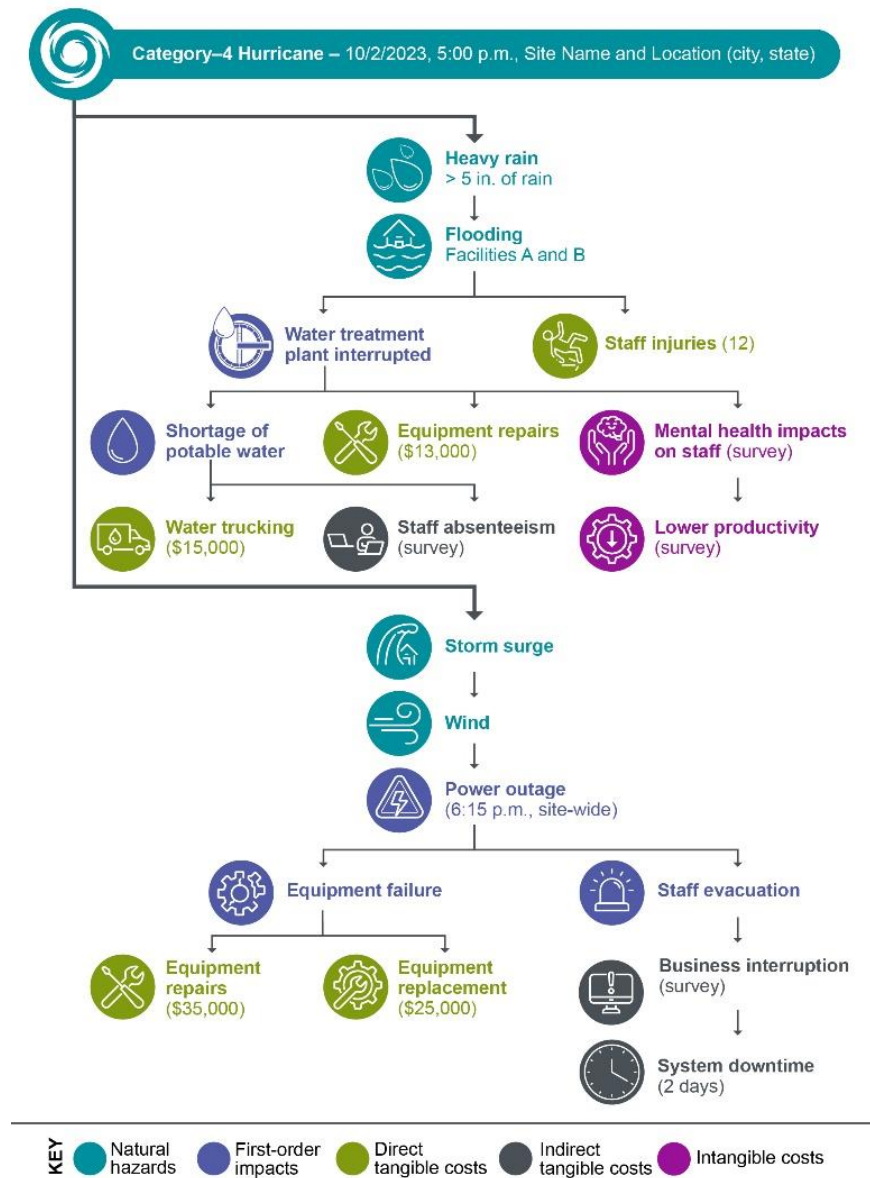 Category–4 Hurricane – 10/2/2023, 5:00 p.m., Site Name and Location (city, state)
Heavy rain
> 5 in. of rain
Flooding
Facilities A and B
Water treatment
plant interrupted
Staff injuries (12)
Shortage of
potable water
Equipment repairs
($13,000)
Mental health impacts
on staff (survey)
Water trucking
($15,000)
Staff absenteeism
(survey)
Lower productivity
(survey)
Storm surge
Wind
Power outage
(6:15 p.m., site-wide)
Equipment failure
Staff evacuation
Equipment
repairs
($35,000)
Equipment
replacement
($25,000)
Business interruption
(survey)
System downtime
(2 days)
KEY
Natural
hazards
First-order
impacts
Direct
tangible costs
Indirect
tangible costs
Intangible costs